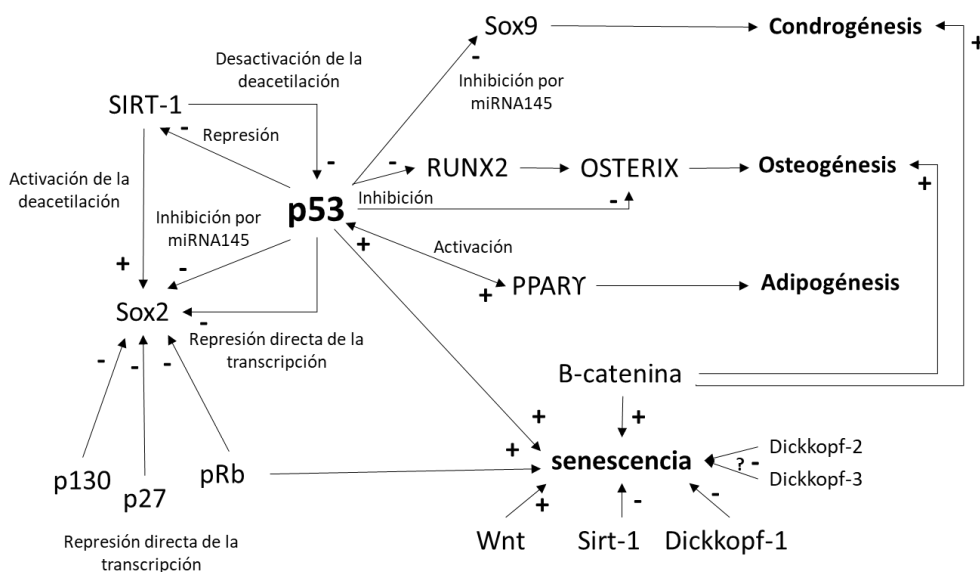 Sox9
Condrogénesis
+
-
Desactivación de la
deacetilación
Inhibición por
miRNA145
SIRT-1
-
Represión
-
-
RUNX2
OSTERIX
Osteogénesis
+
Activación de la
deacetilación
Inhibición
-
p53
Inhibición por
miRNA145
+
Activación
+
-
+
PPARϒ
Adipogénesis
Sox2
-
Represión directa de la
transcripción
-
-
-
B-catenina
+
+
+
senescencia
Dickkopf-2
? -
Dickkopf-3
p130
p27
pRb
+
-
-
Wnt
Sirt-1
Dickkopf-1
Represión directa de la
transcripción